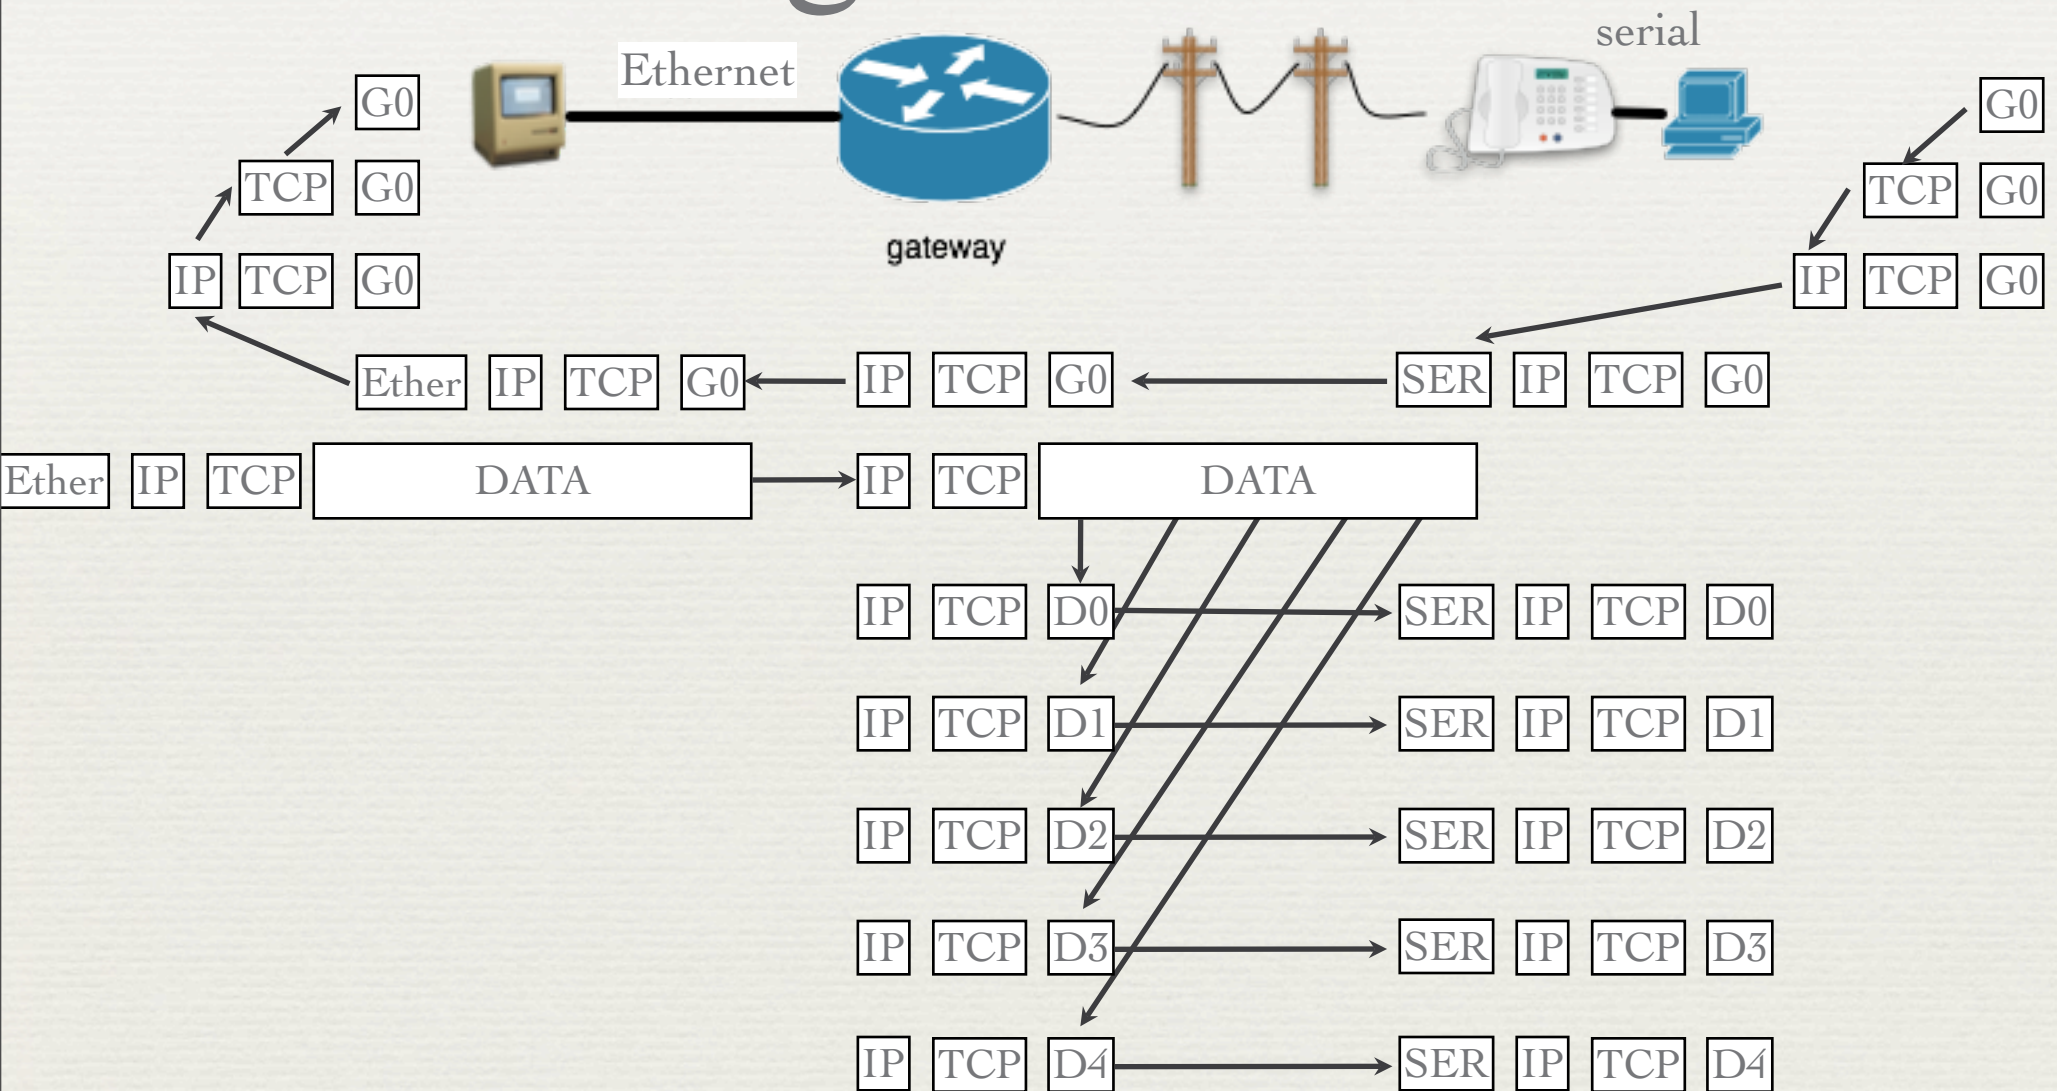 serial
Ethernet
G0 G0
TCP G0 TCP G0
gateway
IP TCP G0 IP TCP G0
Ether IP TCP G0 IP TCP G0 SER IP TCP G0
Ether IP TCP DATA IP TCP DATA
IP TCP D0 SER IP TCP D0
IP TCP D1 SER IP TCP D1
IP TCP D2 SER IP TCP D2
IP TCP D3 SER IP TCP D3
IP TCP D4 SER IP TCP D4